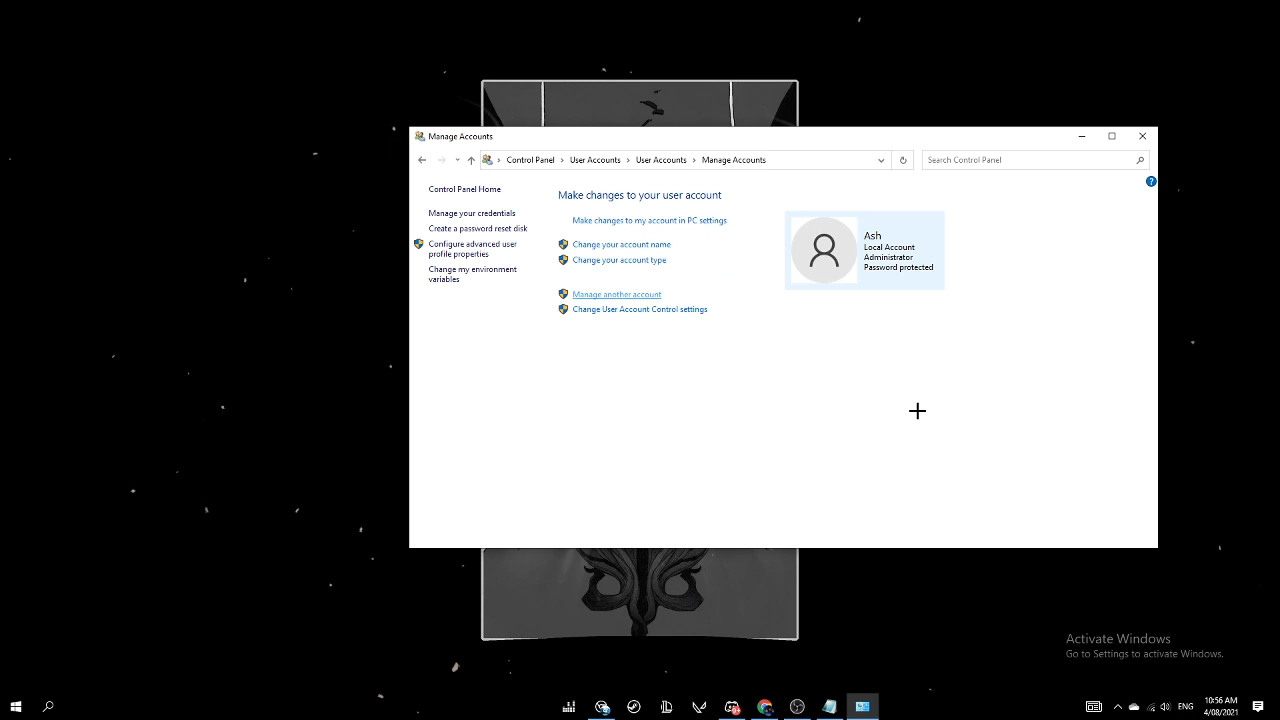 Manage Accounts
Control Panel > User Accounts > User Accounts > Manage Accounts
Search Control Panel
Control Panel Home
Manage your credentials
Create a password reset disk
Configure advanced user
profile properties
Change my environment
variables
Make changes to your user account
Make changes to my account in PC settings
Change your account name
Change your account type
Manage another account
Change User Account Control settings
Ash
Local Account
Administrator
Password protected
Activate Windows
Go to Settings to activate Windows.
ENG
10:56 AM
4/08/2021